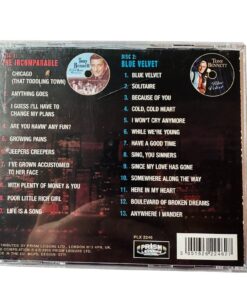 THE INCOMPARABLE
CHICAGO
(THAT TODDLING TOWN)
ANYTHING GOES
I GUESS I'LL HAVE TO
CHANGE MY PLANS
ARE YOU HAVIN' ANY FUN?
GROWING PAINS
JEEPERS CREEPERS
I'VE GROWN ACCUSTOMED
TO HER FACE
WITH PLENTY OF MONEY & YOU
POOR LITTLE RICH GIRL
LIFE IS A SONG
DISC 2:
BLUE VELVET
1. BLUE VELVET
2. SOLITAIRE
3. BECAUSE OF YOU
4. COLD, COLD HEART
5. I WON'T CRY ANYMORE
6. WHILE WE'RE YOUNG
7. HAVE A GOOD TIME
8. SING, YOU SINNERS
9. SINCE MY LOVE HAS GONE
10. SOMEWHERE ALONG THE WAY
11. HERE IN MY HEART
12. BOULEVARD OF BROKEN DREAMS
13. ANYWHERE I WANDER
TONY BENNETT
PRISM